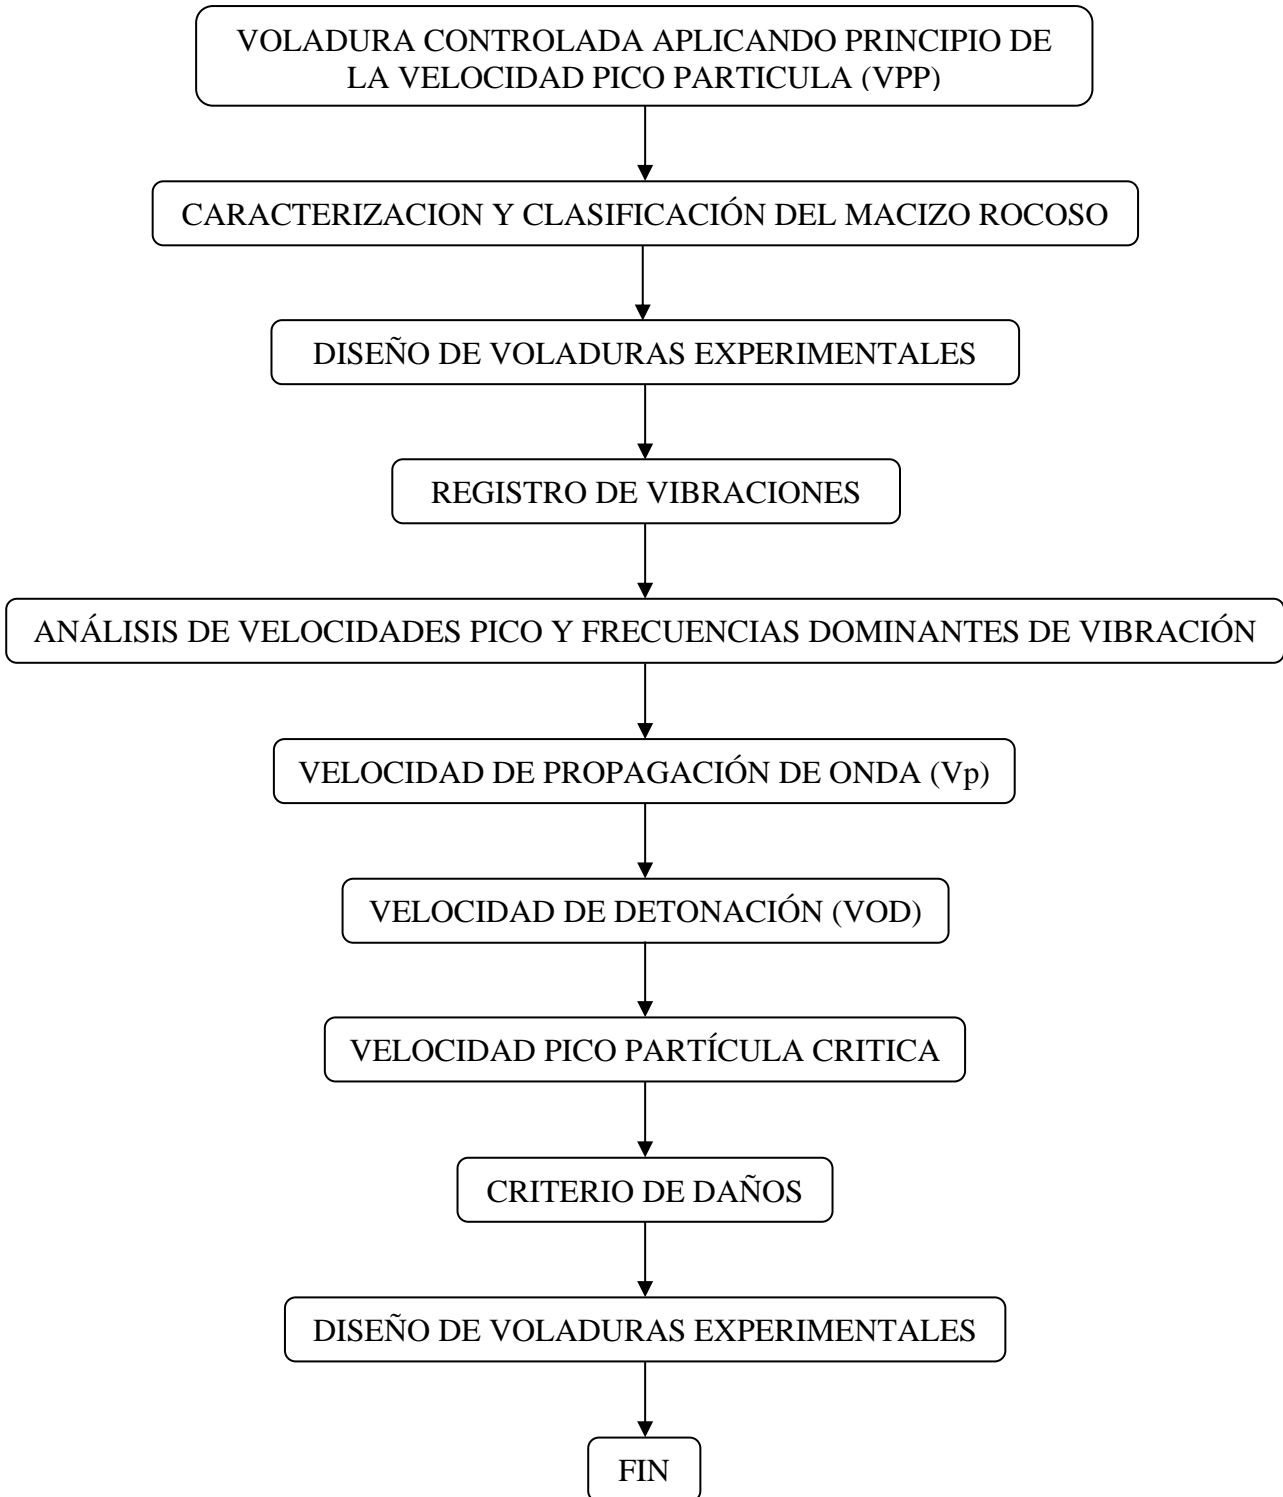 VOLADURA CONTROLADA APLICANDO PRINCIPIO DE
LA VELOCIDAD PICO PARTICULA (VPP)
CARACTERIZACION Y CLASIFICACIÓN DEL MACIZO ROCOSO
DISEÑO DE VOLADURAS EXPERIMENTALES
REGISTRO DE VIBRACIONES
ANÁLISIS DE VELOCIDADES PICO Y FRECUENCIAS DOMINANTES DE VIBRACIÓN
VELOCIDAD DE PROPAGACIÓN DE ONDA (Vp)
VELOCIDAD DE DETONACIÓN (VOD)
VELOCIDAD PICO PARTÍCULA CRITICA
CRITERIO DE DAÑOS
DISEÑO DE VOLADURAS EXPERIMENTALES
FIN